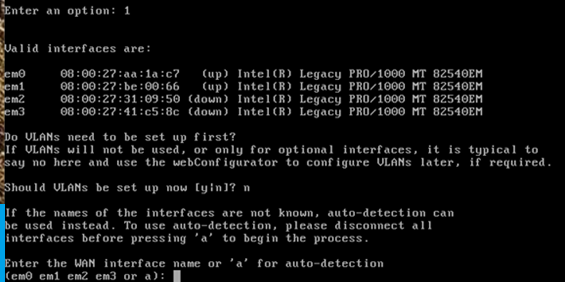 Enter an option: 1
Valid interfaces are:
em0 08:00:27:aa:1a:c7 (up) Intel(R) Legacy PRO/1000 MT 82540EM
em1 08:00:27:be:00:66 (up) Intel(R) Legacy PRO/1000 MT 82540EM
em2 08:00:27:31:09:50 (down) Intel(R) Legacy PRO/1000 MT 82540EM
em3 08:00:27:41:c5:8c (down) Intel(R) Legacy PRO/1000 MT 82540EM
Do VLANs need to be set up first?
If VLANs will not be used, or only for optional interfaces, it is typical to
say no here and use the webConfigurator to configure VLANs later, if required.
Should VLANs be set up now [y|n]? n
If the names of the interfaces are not known, auto-detection can
be used instead. To use auto-detection, please disconnect all
interfaces before pressing 'a' to begin the process.
Enter the WAN interface name or 'a' for auto-detection
(em0 em1 em2 em3 or a):